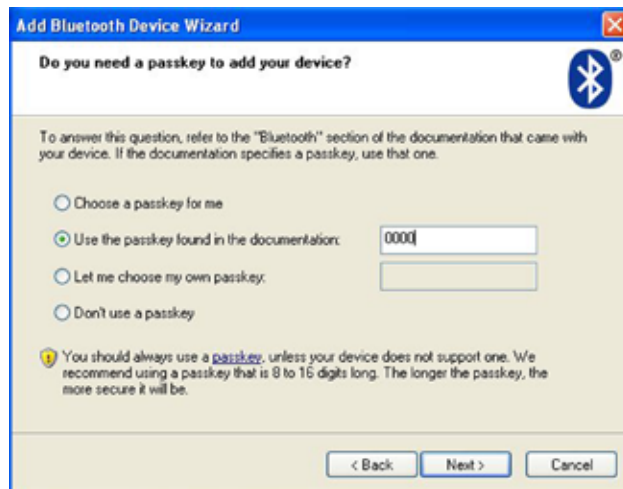 Add Bluetooth Device Wizard
Do you need a passkey to add your device?
®
To answer this question, refer to the "Bluetooth" section of the documentation that came with
your device. If the documentation specifies a passkey, use that one.
Choose a passkey for me
Use the passkey found in the documentation: 0000
Let me choose my own passkey:
Don't use a passkey
You should always use a passkey, unless your device does not support one. We
recommend using a passkey that is 8 to 16 digits long. The longer the passkey, the
more secure it will be.
< Back Next > Cancel